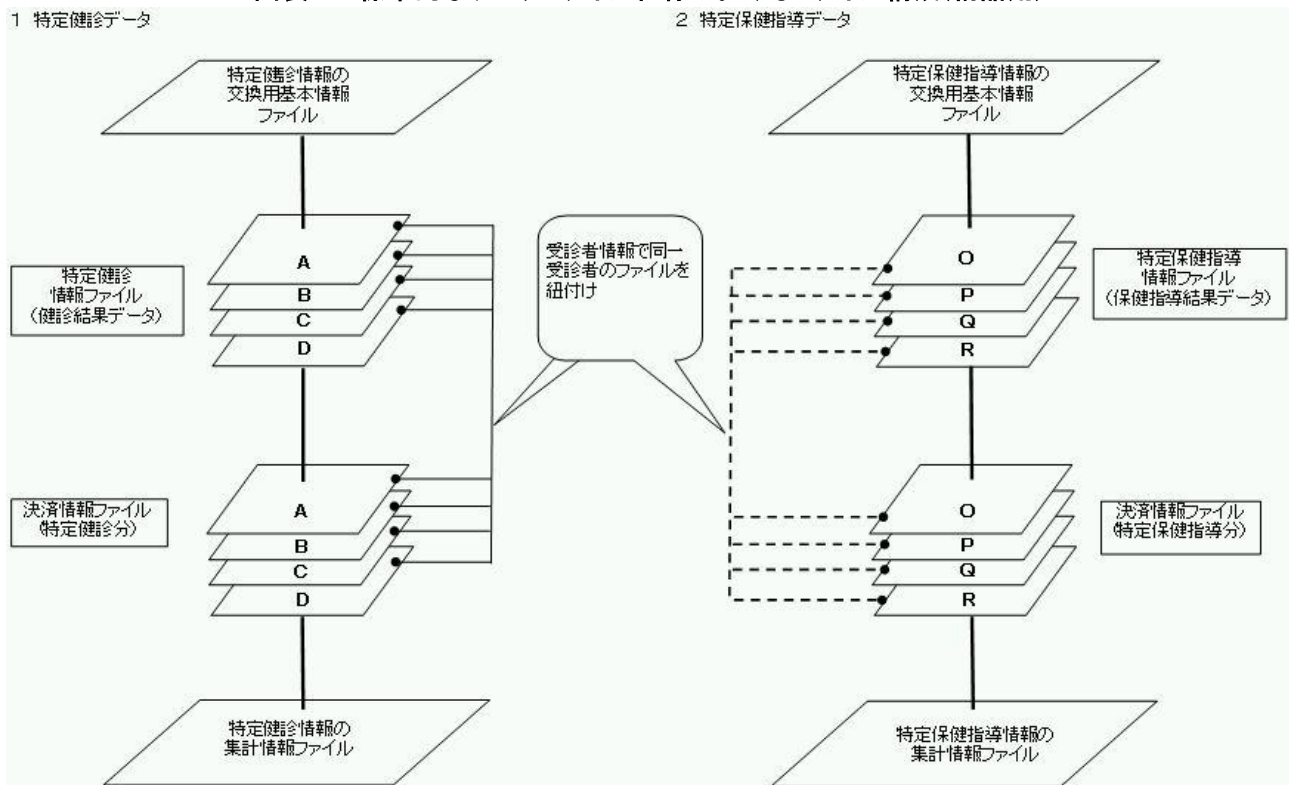 1 特定健診データ
2 特定保健指導データ
特定健診情報の
交換用基本情報
ファイル
特定保健指導情報の
交換用基本情報
ファイル
A
B
C
D
特定健診
情報ファイル
(健診結果データ)
受診者情報で同一
受診者のファイルを
紐付け
O
P
Q
R
特定保健指導
情報ファイル
(保健指導結果データ)
A
B
C
D
決済情報ファイル
(特定健診分)
O
P
Q
R
決済情報ファイル
(特定保健指導分)
特定健診情報の
集計情報ファイル
特定保健指導情報の
集計情報ファイル